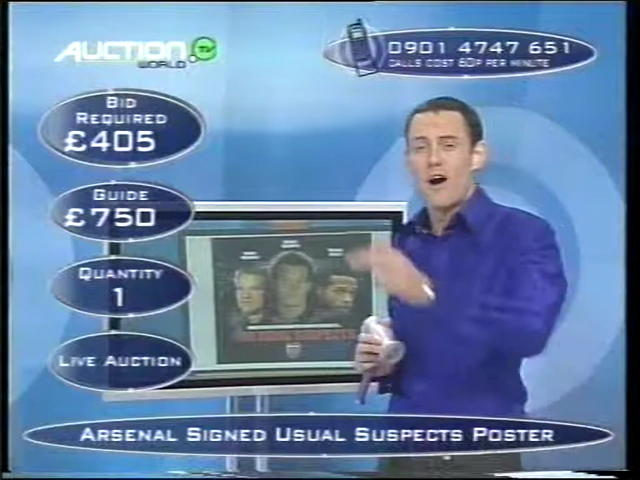 AUCTION TV
WORLD.
0901 4747 651
CALLS COST 60P PER MINUTE
BID
REQUIRED
£405
GUIDE
£750
QUANTITY
1
LIVE AUCTION
ARSENAL SIGNED USUAL SUSPECTS POSTER